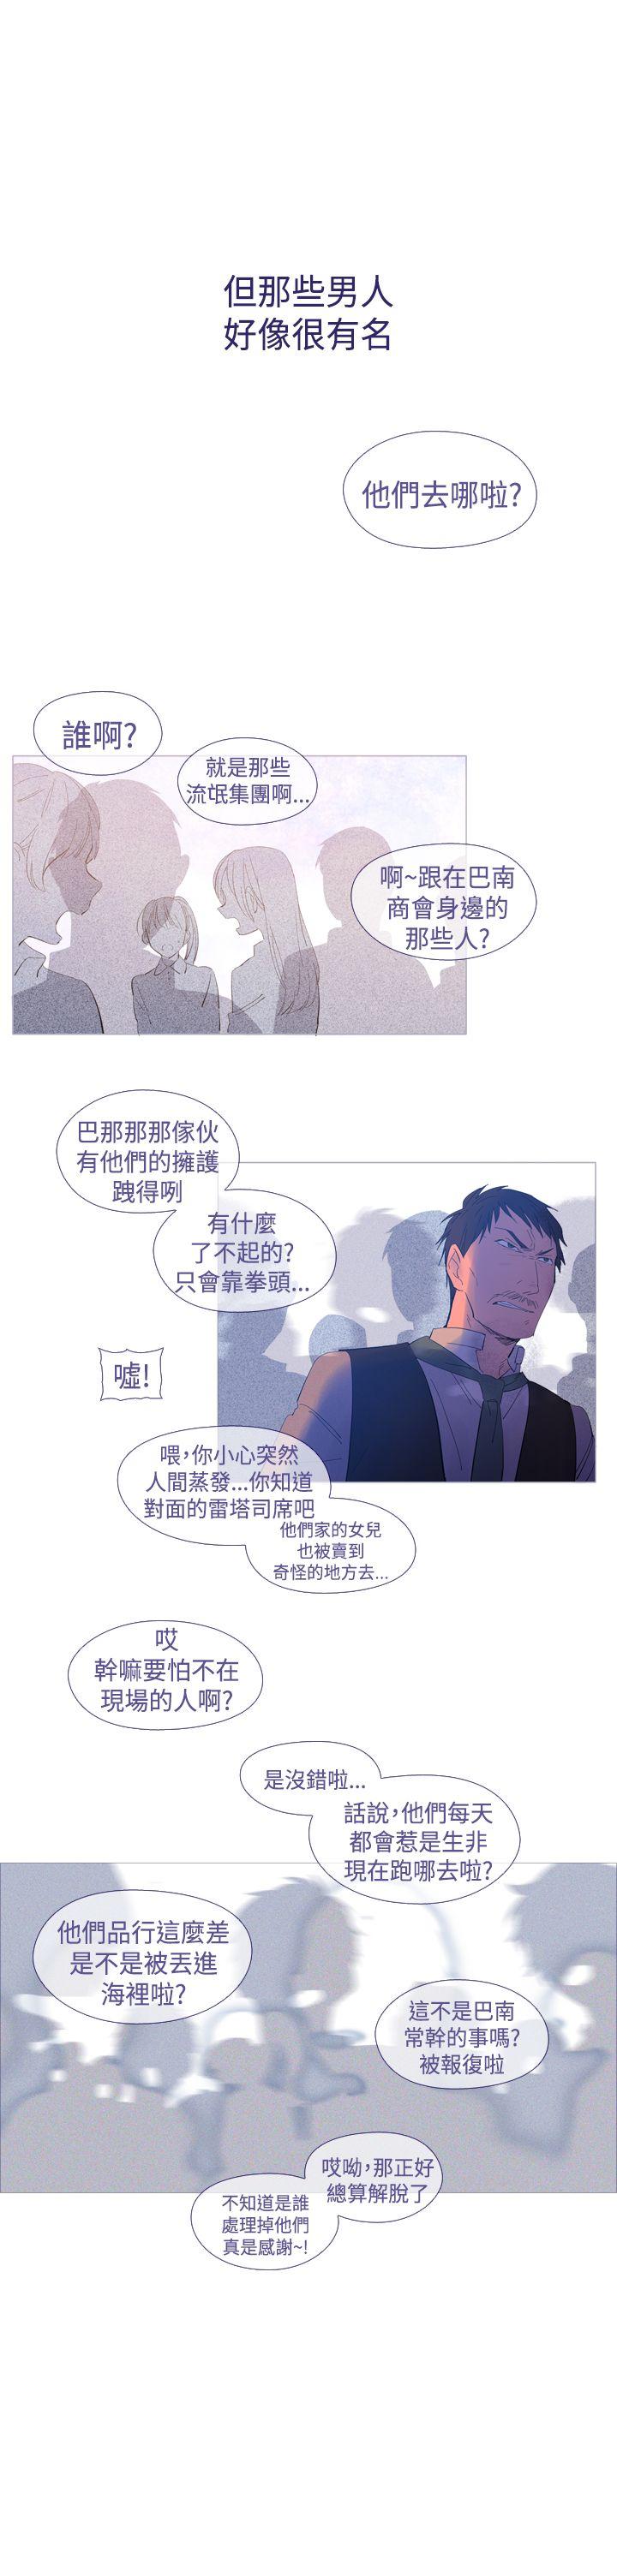 但那些男人
好像很有名
他們去哪啦?
誰啊?
就是那些
流氓集團啊...
啊~跟在巴南
商會身邊的
那些人?
巴那那那傢伙
有他們的擁護
跩得咧
有什麼
了不起的?
只會靠拳頭...
噓!
喂,你小心突然
人間蒸發...你知道
對面的雷塔司席吧
他們家的女兒
也被賣到
奇怪的地方去...
哎
幹嘛要怕不在
現場的人啊?
是沒錯啦...
話說,他們每天
都會惹是生非
現在跑哪去啦?
他們品行這麼差
是不是被丟進
海裡啦?
這不是巴南
常幹的事嗎?
被報復啦
哎呦,那正好
總算解脫了
不知道是誰
處理掉他們
真是感謝~!